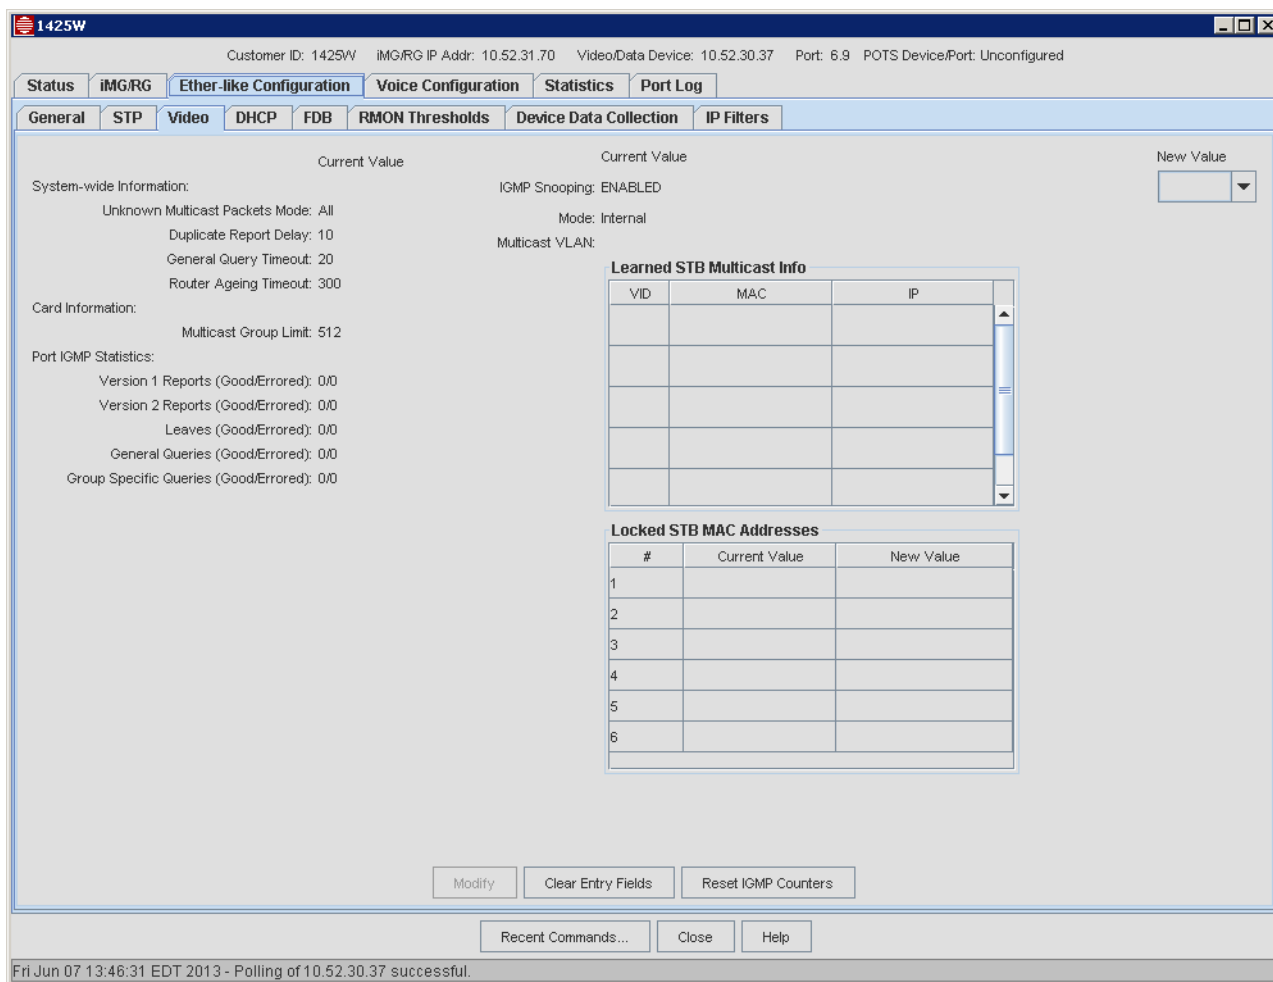 1425W
Customer ID: 1425W iMG/RG IP Addr: 10.52.31.70 Video/Data Device: 10.52.30.37 Port: 6.9 POTS Device/Port: Unconfigured
Status iMG/RG Ether-like Configuration Voice Configuration Statistics Port Log
General STP Video DHCP FDB RMON Thresholds Device Data Collection IP Filters
Current Value
System-wide Information:
Unknown Multicast Packets Mode: All
Duplicate Report Delay: 10
General Query Timeout: 20
Router Ageing Timeout: 300
Card Information:
Multicast Group Limit: 512
Port IGMP Statistics:
Version 1 Reports (Good/Errored): 0/0
Version 2 Reports (Good/Errored): 0/0
Leaves (Good/Errored): 0/0
General Queries (Good/Errored): 0/0
Group Specific Queries (Good/Errored): 0/0
Current Value New Value
IGMP Snooping: ENABLED
Mode: Internal
Multicast VLAN:
Learned STB Multicast Info
VID MAC IP
Locked STB MAC Addresses
# Current Value New Value
1
2
3
4
5
6
Modify Clear Entry Fields Reset IGMP Counters
Recent Commands... Close Help
Fri Jun 07 13:46:31 EDT 2013 - Polling of 10.52.30.37 successful.